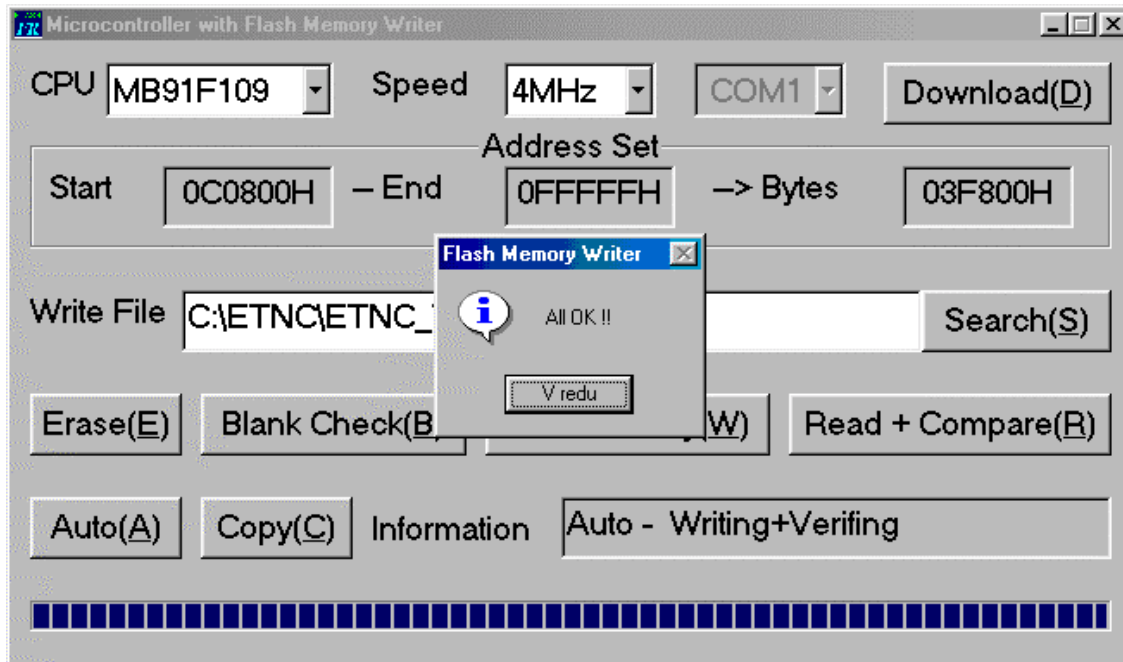 Microcontroller with Flash Memory Writer
CPU MB91F109 Speed 4MHz COM1 Download(D)
Address Set
Start 0C0800H – End 0FFFFFH --> Bytes 03F800H
Flash Memory Writer
All OK !!
V redu
Write File C:\ETNC\ETNC_ Search(S)
Erase(E) Blank Check(B) (W) Read + Compare(R)
Auto(A) Copy(C) Information Auto - Writing+Verifing